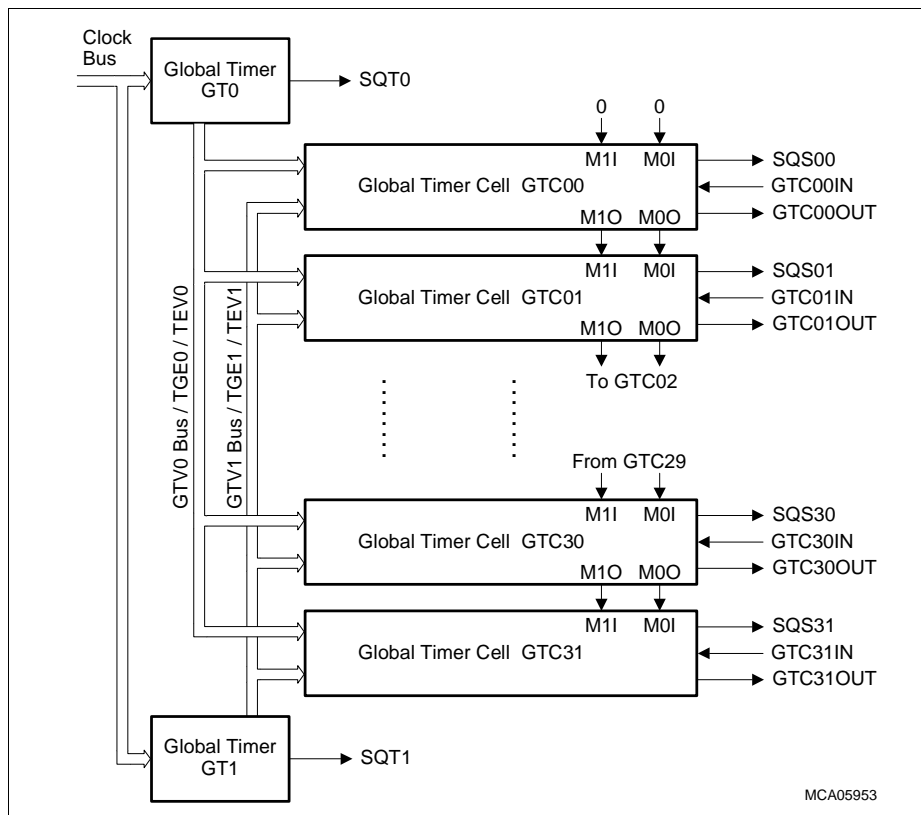 Clock
Bus
Global Timer
GT0
SQT0
0 0
M1I M0I
Global Timer Cell GTC00
M1O M0O
SQS00
GTC00IN
GTC00OUT
M1I M0I
Global Timer Cell GTC01
M1O M0O
SQS01
GTC01IN
GTC01OUT
To GTC02
GTV0 Bus / TGE0 / TEV0
GTV1 Bus / TGE1 / TEV1
From GTC29
M1I M0I
Global Timer Cell GTC30
M1O M0O
SQS30
GTC30IN
GTC30OUT
M1I M0I
Global Timer Cell GTC31
SQS31
GTC31IN
GTC31OUT
Global Timer
GT1
SQT1
MCA05953